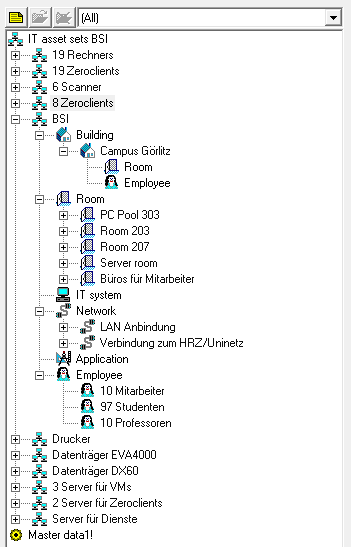 (All)
IT asset sets BSI
19 Rechners
19 Zeroclients
6 Scanner
8 Zeroclients
BSI
Building
Campus Görlitz
Room
Employee
Room
PC Pool 303
Room 203
Room 207
Server room
Büros für Mitarbeiter
IT system
Network
LAN Anbindung
Verbindung zum HRZ/Uninetz
Application
Employee
10 Mitarbeiter
97 Studenten
10 Professoren
Drucker
Datenträger EVA4000
Datenträger DX60
3 Server für VMs
2 Server für Zeroclients
Server für Dienste
Master data1!